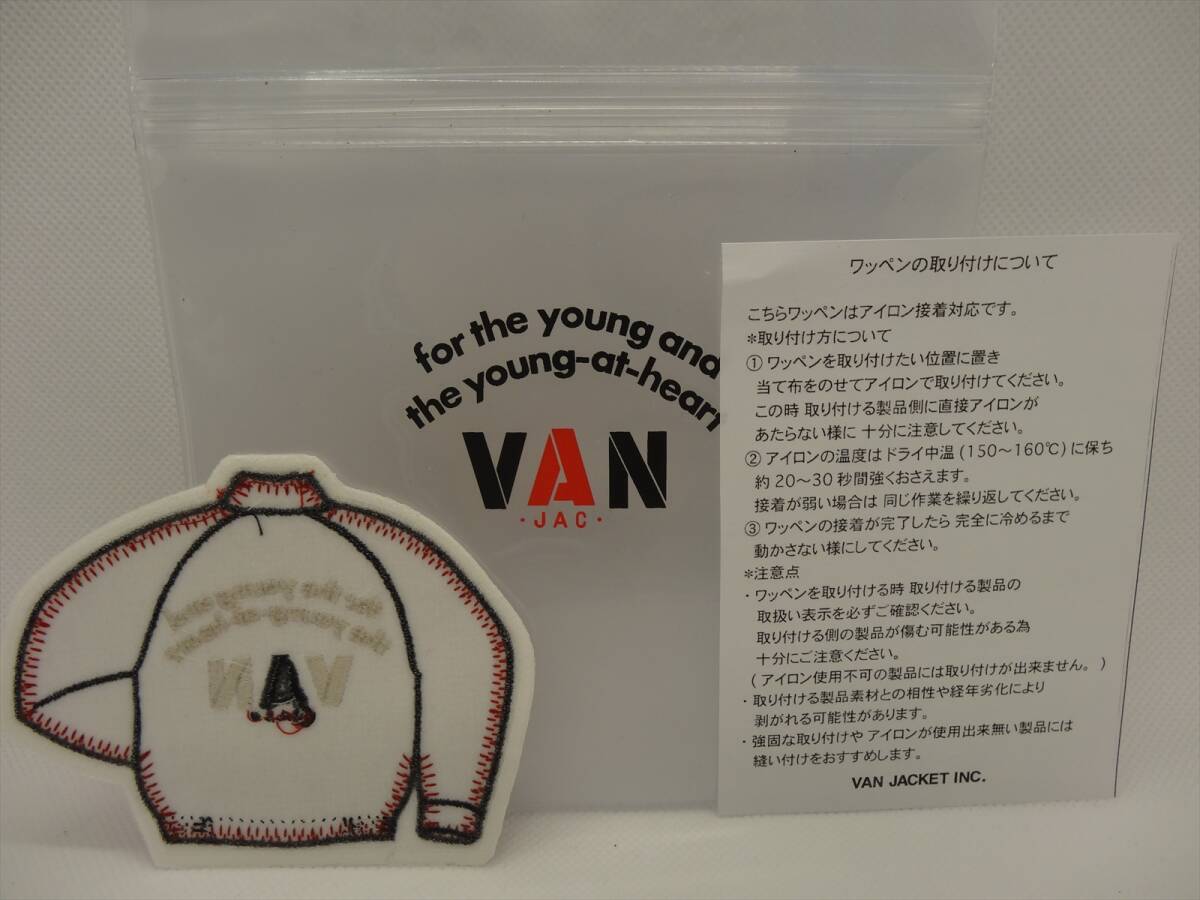 for the young and
the young-at-heart
VAN
·JAC·
ワッペンの取り付けについて
こちらワッペンはアイロン接着対応です。
*取り付け方について
① ワッペンを取り付けたい位置に置き
当て布をのせてアイロンで取り付けてください。
この時 取り付ける製品側に直接アイロンが
あたらない様に 十分に注意してください。
② アイロンの温度はドライ中温 (150〜160℃) に保ち
約 20〜30 秒間強くおさえます。
接着が弱い場合は 同じ作業を繰り返してください。
③ ワッペンの接着が完了したら 完全に冷めるまで
動かさない様にしてください。
*注意点
・ワッペンを取り付ける時 取り付ける製品の
取扱い表示を必ずご確認ください。
取り付ける側の製品が傷む可能性がある為
十分にご注意ください。
( アイロン使用不可の製品には取り付けが出来ません。 )
・取り付ける製品素材との相性や経年劣化により
剥がれる可能性があります。
・強固な取り付けや アイロンが使用出来無い製品には
縫い付けをおすすめします。
VAN JACKET INC.
for the young and
the young-at-heart
VAN